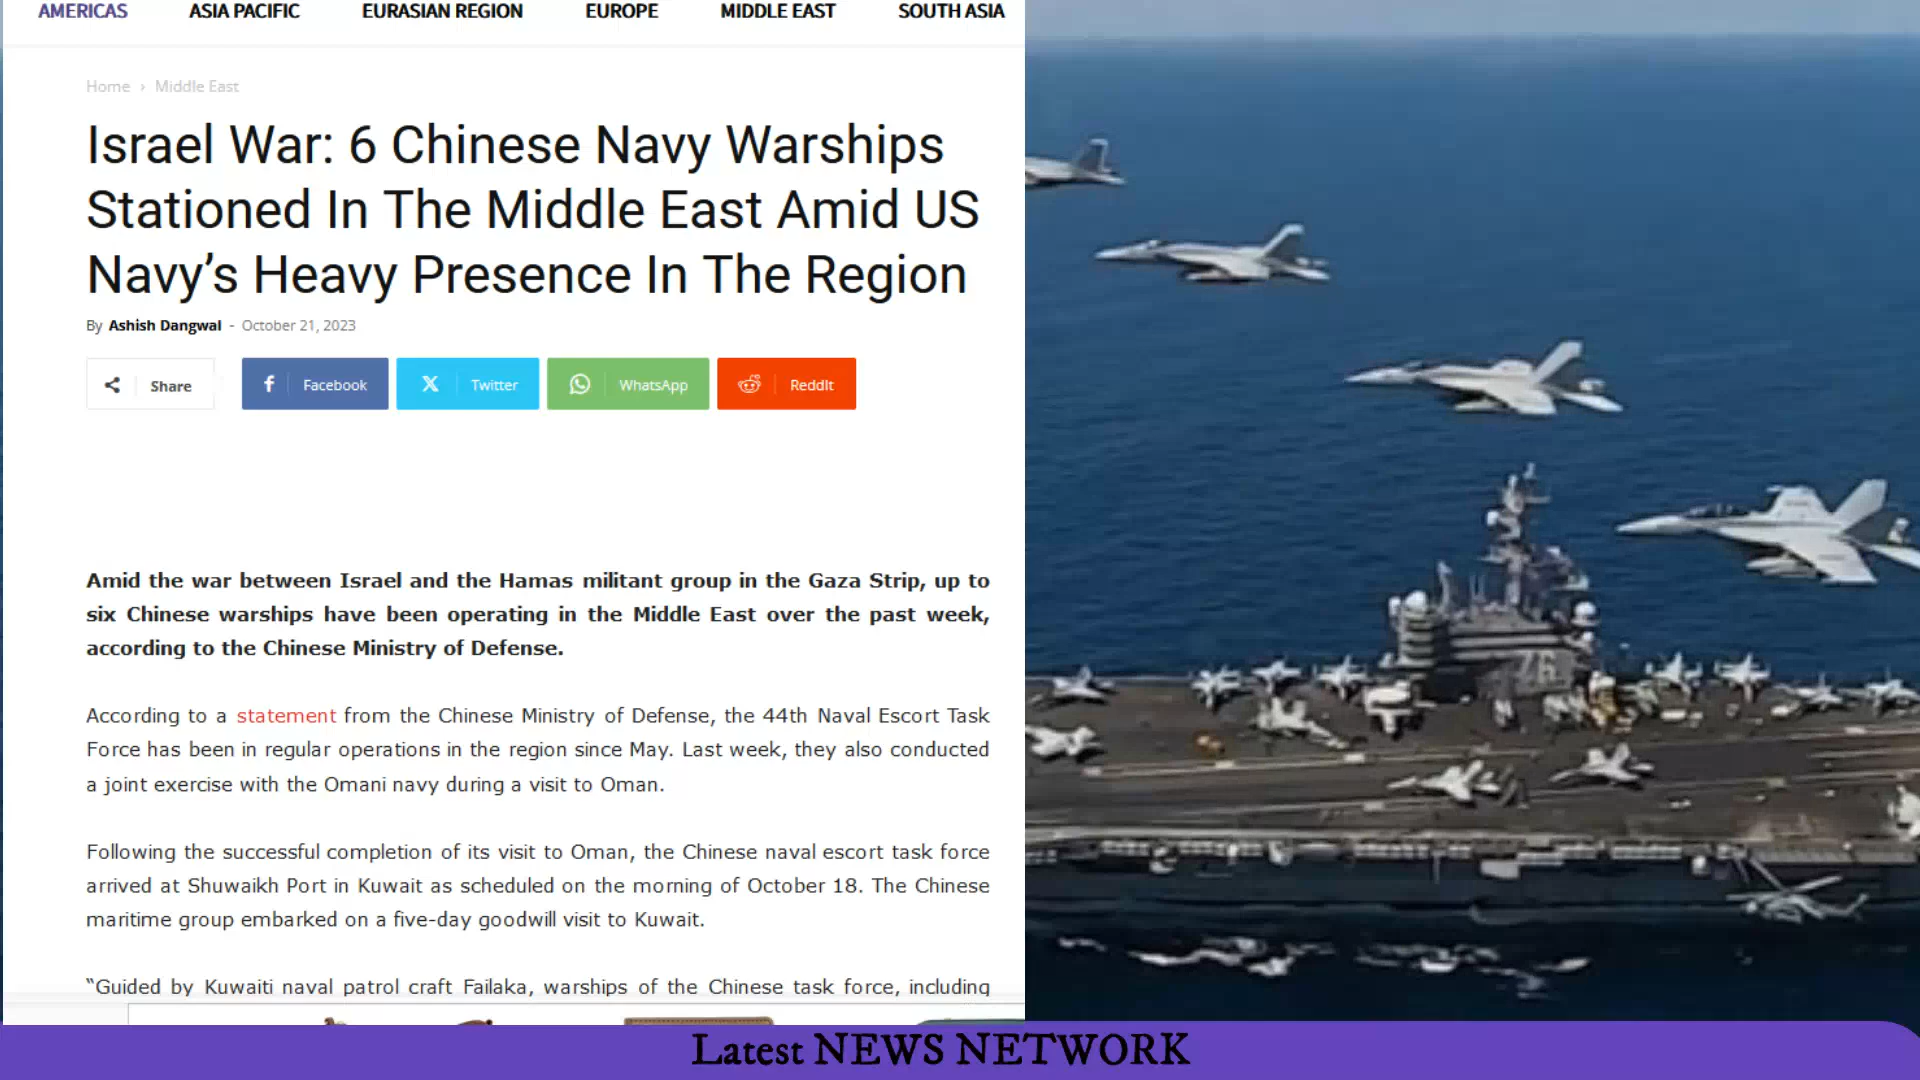 AMERICAS ASIA PACIFIC EURASIAN REGION EUROPE MIDDLE EAST SOUTH ASIA
Home › Middle East
Israel War: 6 Chinese Navy Warships
Stationed In The Middle East Amid US
Navy’s Heavy Presence In The Region
By Ashish Dangwal - October 21, 2023
Share Facebook Twitter WhatsApp ReddIt
Amid the war between Israel and the Hamas militant group in the Gaza Strip, up to
six Chinese warships have been operating in the Middle East over the past week,
according to the Chinese Ministry of Defense.
According to a statement from the Chinese Ministry of Defense, the 44th Naval Escort Task
Force has been in regular operations in the region since May. Last week, they also conducted
a joint exercise with the Omani navy during a visit to Oman.
Following the successful completion of its visit to Oman, the Chinese naval escort task force
arrived at Shuwaikh Port in Kuwait as scheduled on the morning of October 18. The Chinese
maritime group embarked on a five-day goodwill visit to Kuwait.
“Guided by Kuwaiti naval patrol craft Failaka, warships of the Chinese task force, including
76
Latest NEWS NETWORK